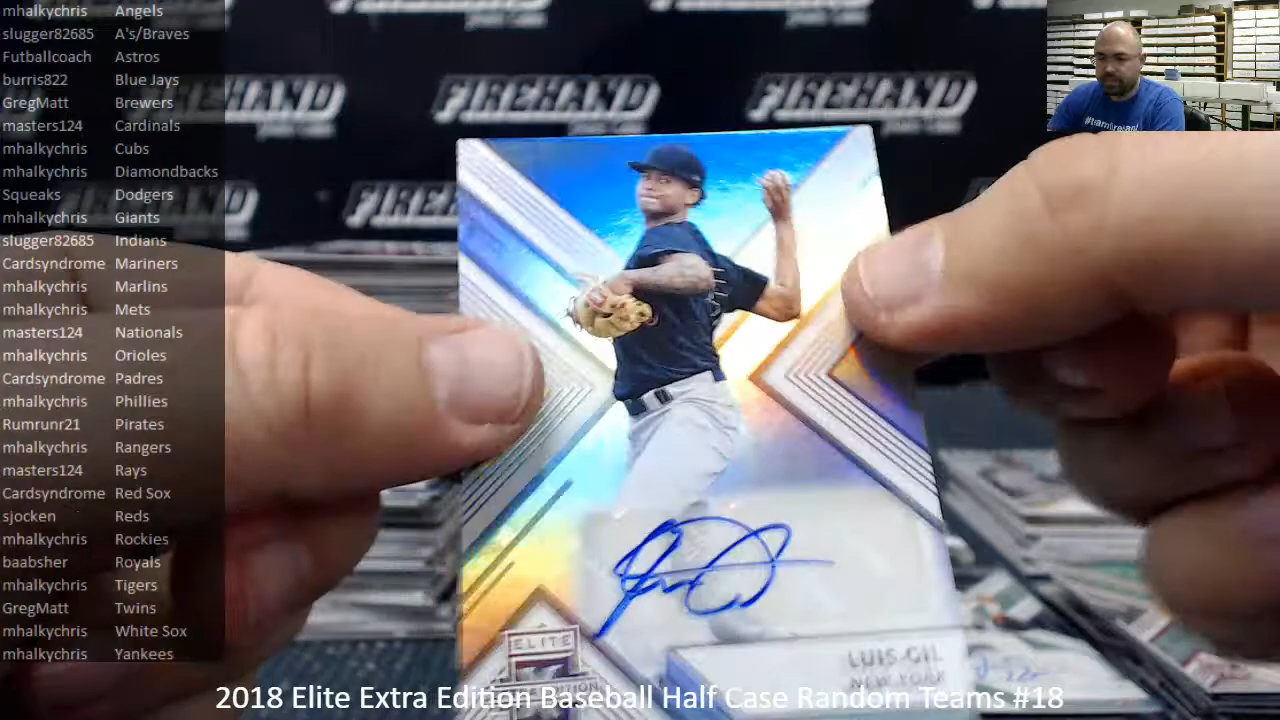 mhalkychris Angels
slugger82685 A's/Braves
Futballcoach Astros
burris822 Blue Jays
GregMatt Brewers
masters124 Cardinals
mhalkychris Cubs
mhalkychris Diamondbacks
Squeaks Dodgers
mhalkychris Giants
slugger82685 Indians
Cardsyndrome Mariners
mhalkychris Marlins
mhalkychris Mets
masters124 Nationals
mhalkychris Orioles
Cardsyndrome Padres
mhalkychris Phillies
Rumrunr21 Pirates
mhalkychris Rangers
masters124 Rays
Cardsyndrome Red Sox
sjocken Reds
mhalkychris Rockies
baabsher Royals
mhalkychris Tigers
GregMatt Twins
mhalkychris White Sox
mhalkychris Yankees
FIREHAND
FIREHAND
ELITE
LUIS GIL
NEW YORK
2018 Elite Extra Edition Baseball Half Case Random Teams #18